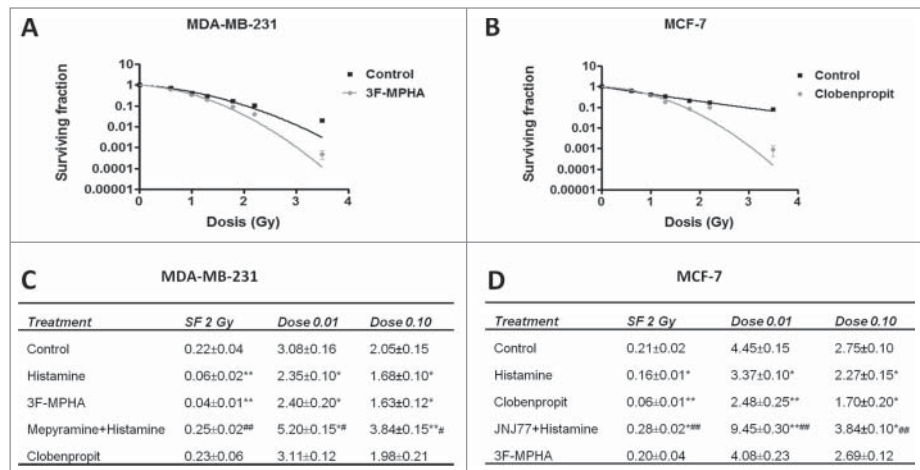 A
MDA-MB-231
Surviving fraction
10
1
0.1
0.01
0.001
0.0001
0.00001
0
1
2
3
4
Dosis (Gy)
Control
3F-MPHA
B
MCF-7
Surviving fraction
10
1
0.1
0.01
0.001
0.0001
0.00001
0
1
2
3
4
Dosis (Gy)
Control
Clobenpropit
C
MDA-MB-231
Treatment SF 2 Gy Dose 0.01 Dose 0.10
Control 0.22±0.04 3.08±0.16 2.05±0.15
Histamine 0.06±0.02** 2.35±0.10* 1.68±0.10*
3F-MPHA 0.04±0.01** 2.40±0.20* 1.63±0.12*
Mepyramine+Histamine 0.25±0.02## 5.20±0.15*# 3.84±0.15**#
Clobenpropit 0.23±0.06 3.11±0.12 1.98±0.21
D
MCF-7
Treatment SF 2 Gy Dose 0.01 Dose 0.10
Control 0.21±0.02 4.45±0.15 2.75±0.10
Histamine 0.16±0.01* 3.37±0.10* 2.27±0.15*
Clobenpropit 0.06±0.01** 2.48±0.25** 1.70±0.20*
JNJ77+Histamine 0.28±0.02*## 9.45±0.30**## 3.84±0.10*##
3F-MPHA 0.20±0.04 4.08±0.23 2.69±0.12